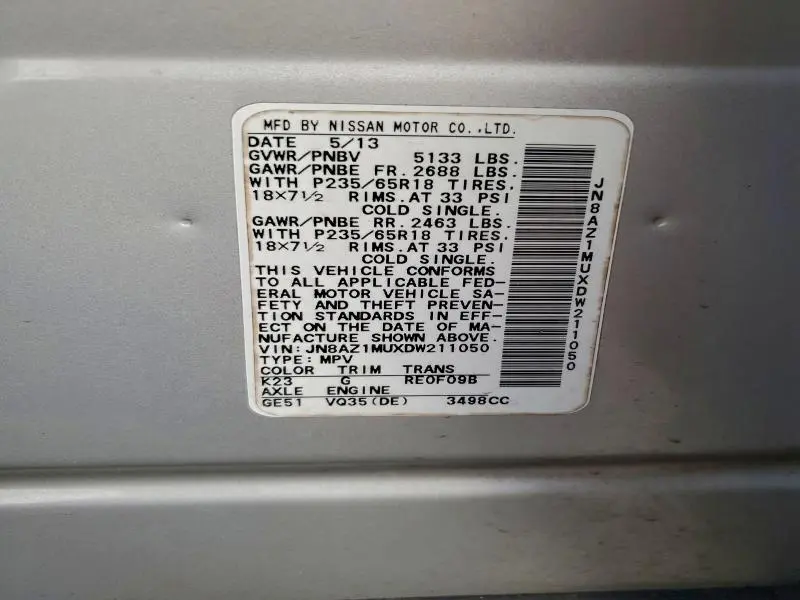 MFD BY NISSAN MOTOR CO.,LTD.
DATE 5/13
GVWR/PNBV 5133 LBS.
GAWR/PNBE FR. 2688 LBS.
WITH P235/65R18 TIRES.
18×7½ RIMS. AT 33 PSI
COLD SINGLE.
GAWR/PNBE RR. 2463 LBS.
WITH P235/65R18 TIRES.
18×7½ RIMS. AT 33 PSI
COLD SINGLE.
THIS VEHICLE CONFORMS
TO ALL APPLICABLE FED-
ERAL MOTOR VEHICLE SA-
FETY AND THEFT PREVEN-
TION STANDARDS IN EFF-
ECT ON THE DATE OF MA-
NUFACTURE SHOWN ABOVE.
VIN: JN8AZ1MUXDW211050
TYPE: MPV
COLOR TRIM TRANS
K23 G RE0F09B
AXLE ENGINE
GE51 VQ35(DE) 3498CC
JN8AZ1MUXDW211050